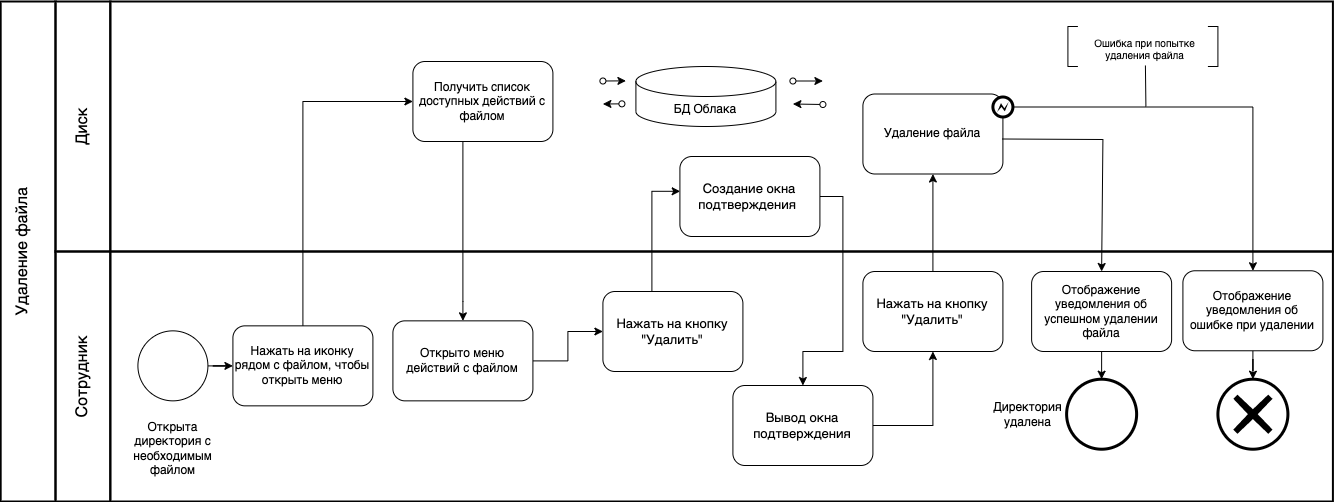 Удаление файла
Диск
Сотрудник
Открыта
директория с
необходимым
файлом
Нажать на иконку
рядом с файлом, чтобы
открыть меню
Получить список
доступных действий с
файлом
Открыто меню
действий с файлом
Нажать на кнопку
"Удалить"
БД Облака
Создание окна
подтверждения
Вывод окна
подтверждения
Нажать на кнопку
"Удалить"
Удаление файла
Ошибка при попытке
удаления файла
Отображение
уведомления об
успешном удалении
файла
Директория
удалена
Отображение
уведомления об
ошибке при удалении